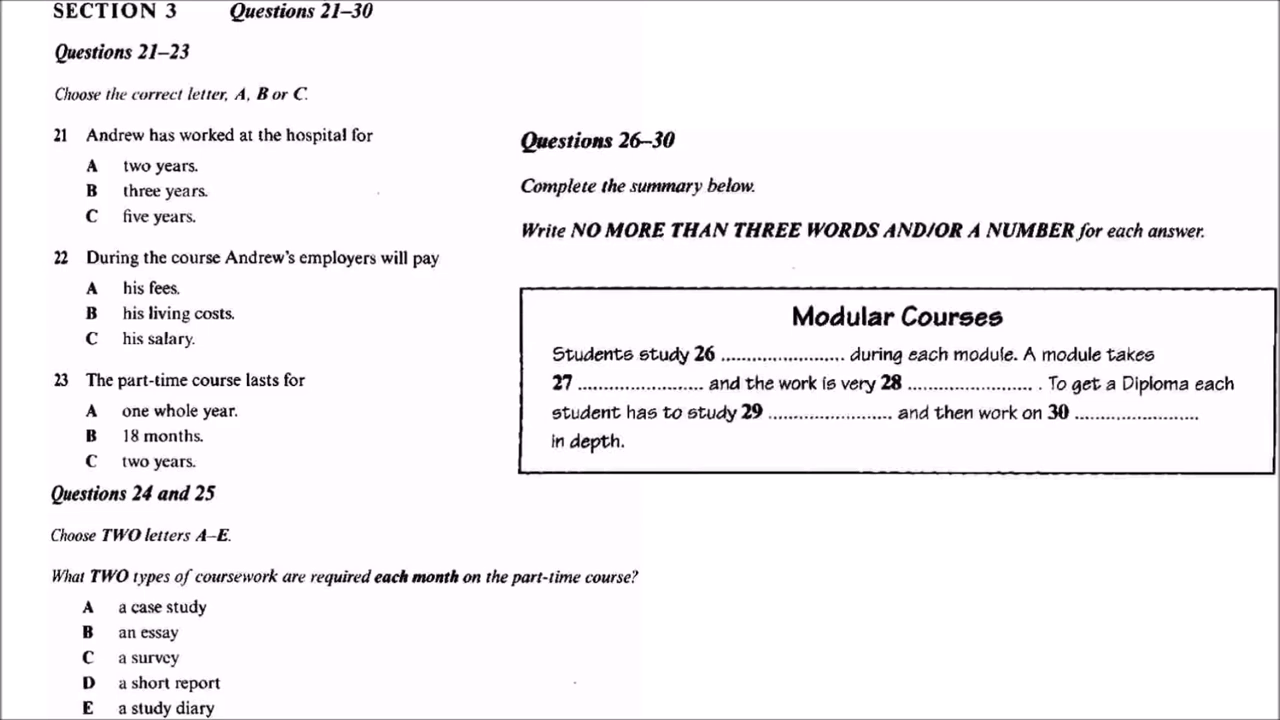 SECTION 3 Questions 21–30
Questions 21–23
Choose the correct letter, A, B or C.
21 Andrew has worked at the hospital for
A two years.
B three years.
C five years.
22 During the course Andrew's employers will pay
A his fees.
B his living costs.
C his salary.
23 The part-time course lasts for
A one whole year.
B 18 months.
C two years.
Questions 24 and 25
Choose TWO letters A–E.
What TWO types of coursework are required each month on the part-time course?
A a case study
B an essay
C a survey
D a short report
E a study diary
Questions 26–30
Complete the summary below.
Write NO MORE THAN THREE WORDS AND/OR A NUMBER for each answer.
Modular Courses
Students study 26 ........................ during each module. A module takes
27 ........................ and the work is very 28 ........................ . To get a Diploma each
student has to study 29 ........................ and then work on 30 ........................
in depth.